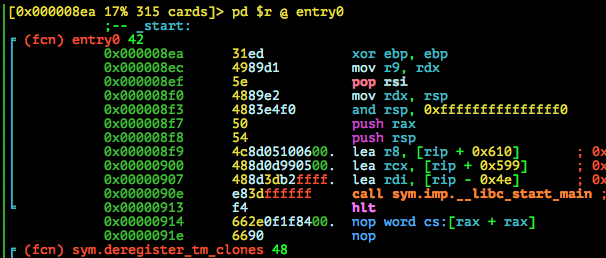 [0x000008ea 17% 315 cards]> pd $r @ entry0
;-- _start:
(fcn) entry0 42
0x000008ea 31ed xor ebp, ebp
0x000008ec 4989d1 mov r9, rdx
0x000008ef 5e pop rsi
0x000008f0 4889e2 mov rdx, rsp
0x000008f3 4883e4f0 and rsp, 0xfffffffffffffff0
0x000008f7 50 push rax
0x000008f8 54 push rsp
0x000008f9 4c8d05100600. lea r8, [rip + 0x610] ; 0x
0x00000900 488d0d990500. lea rcx, [rip + 0x599] ; 0x
0x00000907 488d3db2ffff. lea rdi, [rip - 0x4e] ; 0x
0x0000090e e83dffffff call sym.imp.__libc_start_main ;
0x00000913 f4 hlt
0x00000914 662e0f1f8400. nop word cs:[rax + rax]
0x0000091e 6690 nop
(fcn) sym.deregister_tm_clones 48